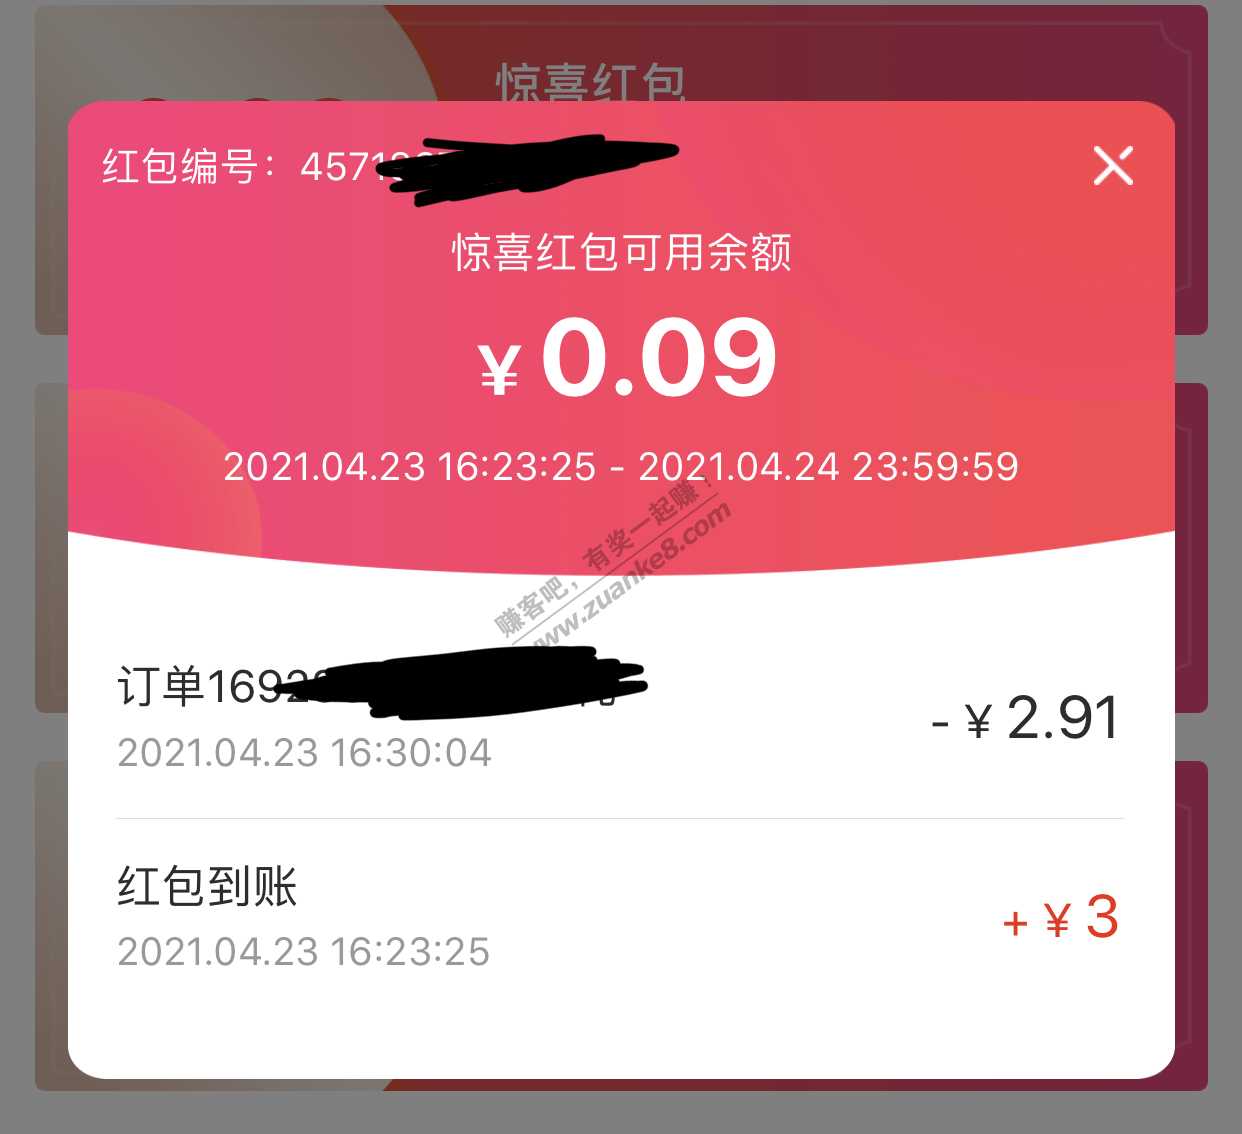 惊喜红包
红包编号：4571
惊喜红包可用余额
¥0.09
2021.04.23 16:23:25 - 2021.04.24 23:59:59
赚客吧，有奖一起赚！
www.zuanke8.com
订单1692
- ¥2.91
2021.04.23 16:30:04
红包到账
+ ¥3
2021.04.23 16:23:25